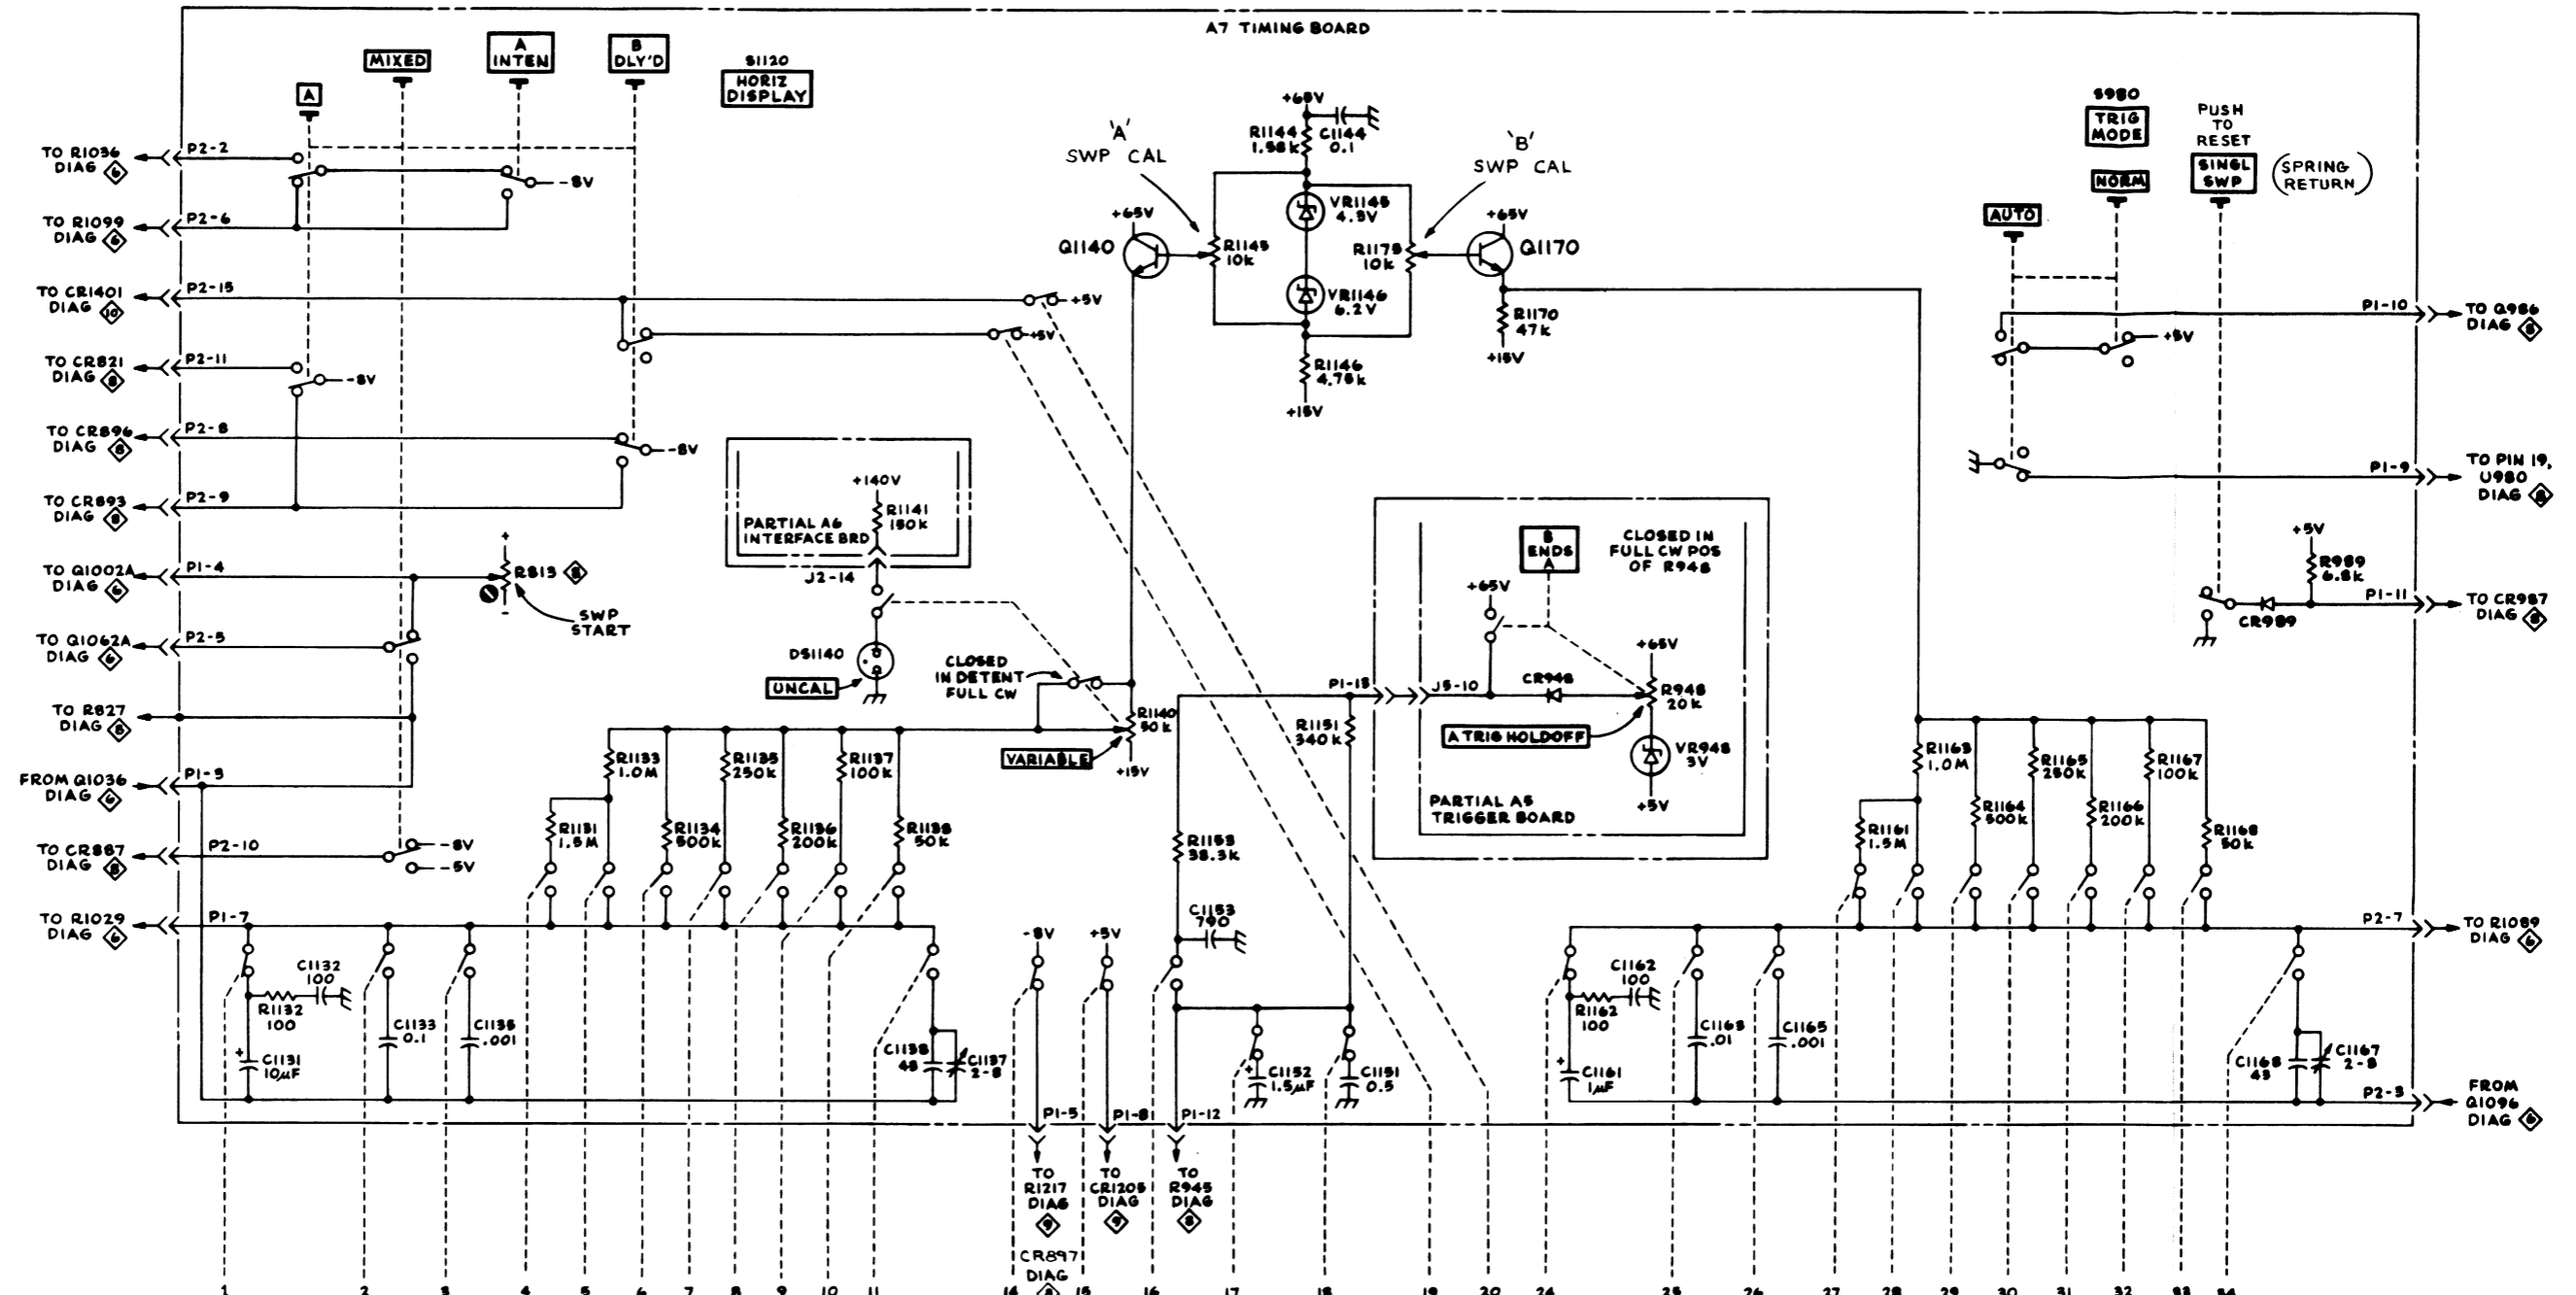 A7 TIMING BOARD
A
MIXED
A
INTEN
B
DLY'D
S1120
HORIZ
DISPLAY
TO R1036
DIAG 6
P2-2
-8V
TO R1099
DIAG 6
P2-6
TO CR1401
DIAG 10
P2-15
+5V
+5V
TO CR821
DIAG 8
P2-11
-8V
TO CR896
DIAG 8
P2-8
-8V
TO CR893
DIAG 8
P2-9
TO Q1002A
DIAG 6
P1-4
+
R813 8
-
SWP
START
TO Q1062A
DIAG 6
P2-5
TO R827
DIAG 8
FROM Q1036
DIAG 6
P1-3
TO CR887
DIAG 8
P2-10
-8V
-5V
TO R1029
DIAG 6
P1-7
'A'
SWP CAL
+65V
Q1140
+65V
R1144
1.58k
C1144
0.1
VR1145
4.3V
R1145
10k
R1175
10k
VR1146
6.2V
R1146
4.75k
+15V
'B'
SWP CAL
+65V
Q1170
R1170
47k
+15V
S980
TRIG
MODE
NORM
AUTO
PUSH
TO
RESET
SINGL
SWP
(SPRING
RETURN)
+5V
P1-10
TO Q986
DIAG 8
P1-9
TO PIN 19,
U980
DIAG 8
+5V
R989
6.8k
P1-11
CR989
TO CR987
DIAG 8
+140V
R1141
150k
PARTIAL A6
INTERFACE BRD
J2-14
DS1140
UNCAL
CLOSED
IN DETENT
FULL CW
R1140
50k
VARIABLE
+15V
R1133
1.0M
R1135
250k
R1137
100k
R1131
1.5M
R1134
500k
R1136
200k
R1138
50k
B
ENDS
A
CLOSED IN
FULL CW POS
OF R948
+65V
+65V
P1-13
J5-10
CR948
R948
20k
A TRIG HOLDOFF
VR948
3V
+5V
PARTIAL A5
TRIGGER BOARD
R1151
340k
R1153
38.3k
C1153
790
R1163
1.0M
R1165
250k
R1167
100k
R1161
1.5M
R1164
500k
R1166
200k
R1168
50k
P2-7
TO R1089
DIAG 6
C1132
100
R1132
100
C1131
10µF
+
C1133
0.1
C1135
.001
C1138
43
C1137
2-8
-8V
+5V
P1-5
P1-8
P1-12
C1152
1.5µF
+
C1151
0.5
C1162
100
R1162
100
C1161
1µF
+
C1163
.01
C1165
.001
C1168
43
C1167
2-8
P2-3
FROM
Q1096
DIAG 6
TO
R1217
DIAG
9
CR897
DIAG
8
TO
CR1205
DIAG
9
TO
R945
DIAG
8
1 2 3 4 5 6 7 8 9 10 11 14 15 16 17 18 19 20 24 25 26 27 28 29 30 31 32 33 34